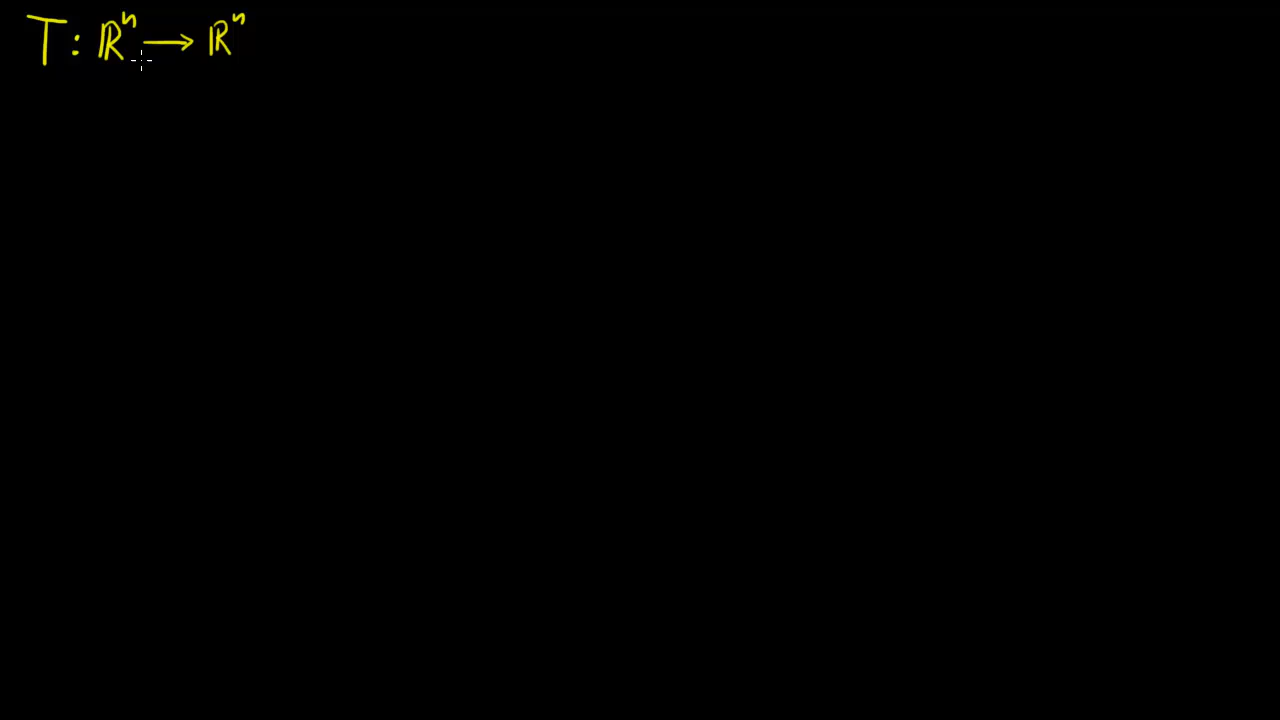 T: ℝⁿ → ℝⁿ